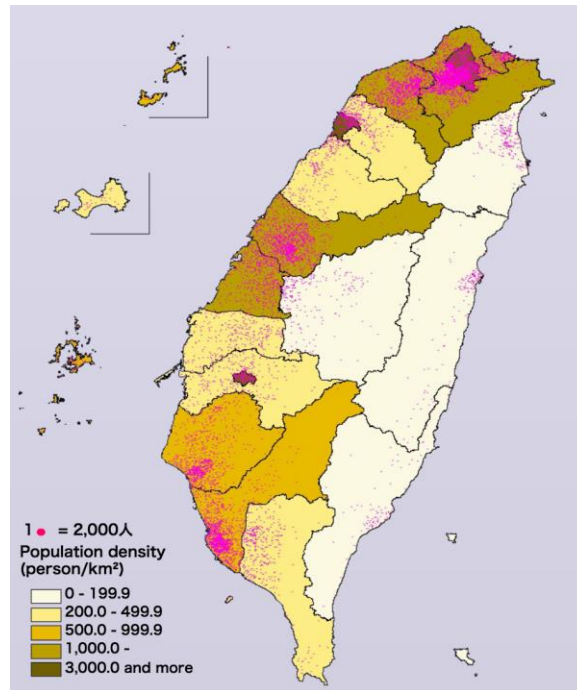 1 = 2,000人
Population density
(person/km²)
0 - 199.9
200.0 - 499.9
500.0 - 999.9
1,000.0 -
3,000.0 and more